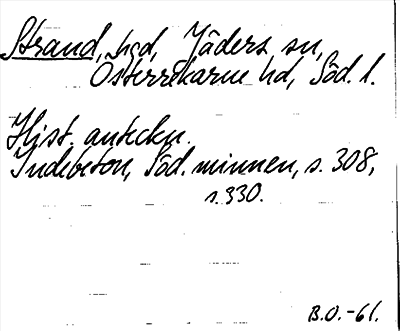 Strand, hgd, Jäders sn,
Österrekarne hd, Söd. l.
Hist. anteckn.
Indebetou, Söd. minnen, s. 308,
s. 330.
B.O.-61.